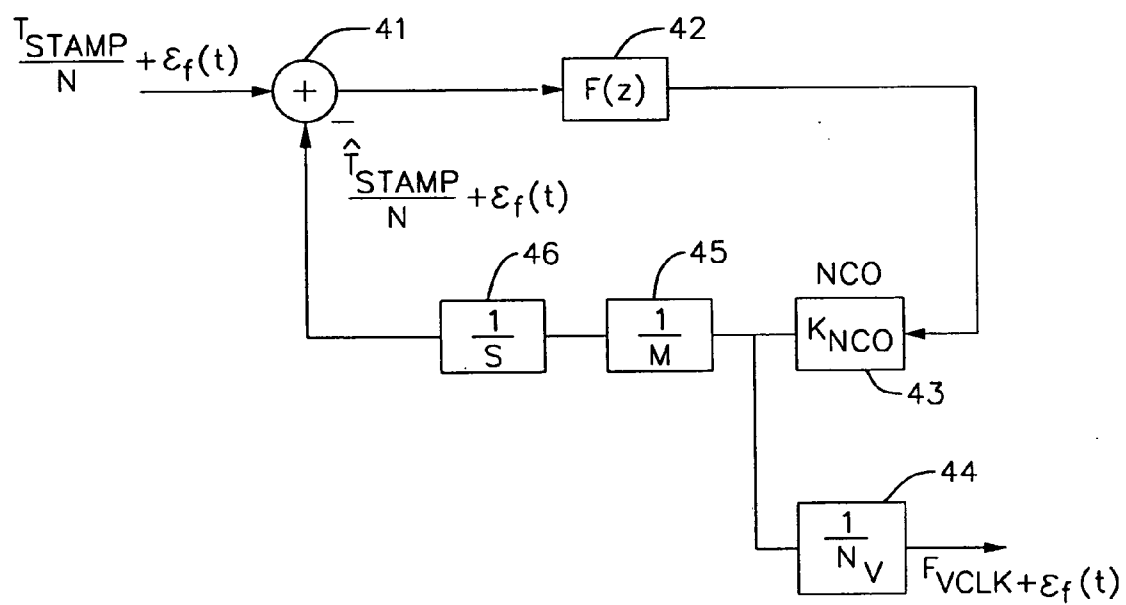 T_STAMP/N + ε_f(t)
41
+
−
42
F(z)
T̂_STAMP/N + ε_f(t)
46
1/S
45
1/M
NCO
K_NCO
43
44
1/N_V
F_VCLK + ε_f(t)